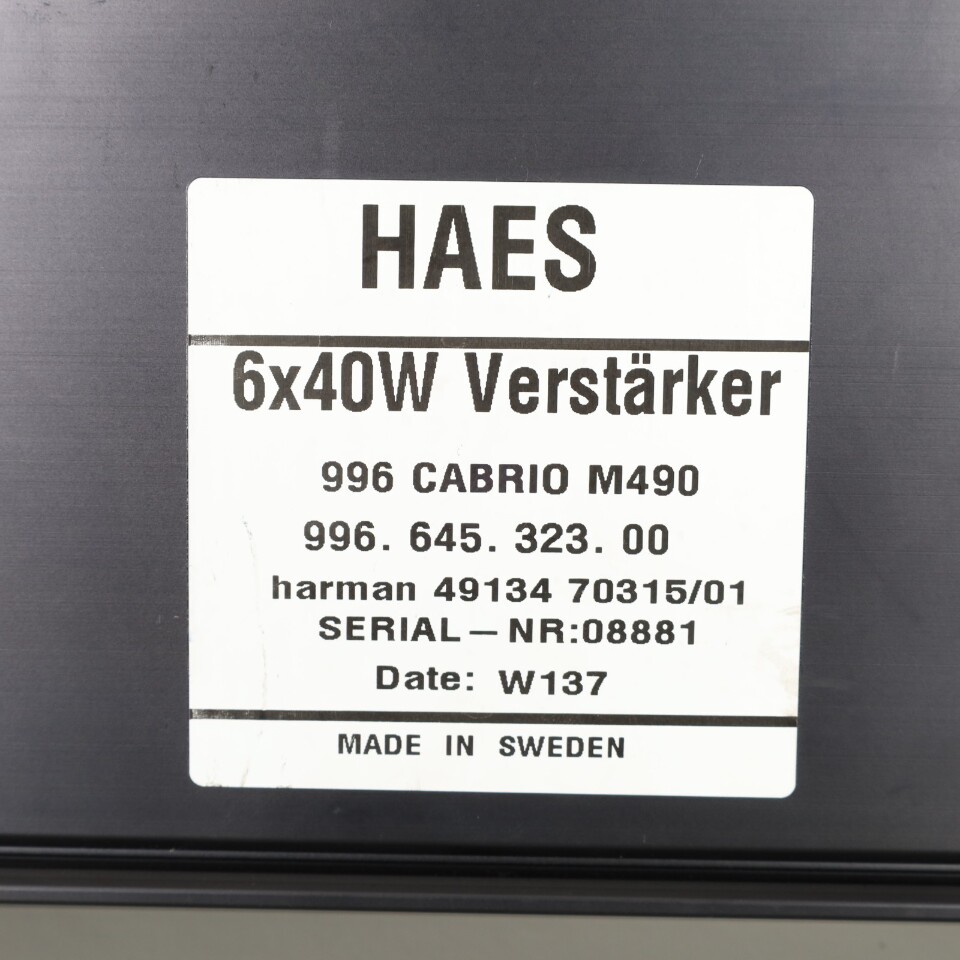 HAES
6x40W Verstärker
996 CABRIO M490
996. 645. 323. 00
harman 49134 70315/01
SERIAL — NR:08881
Date: W137
MADE IN SWEDEN